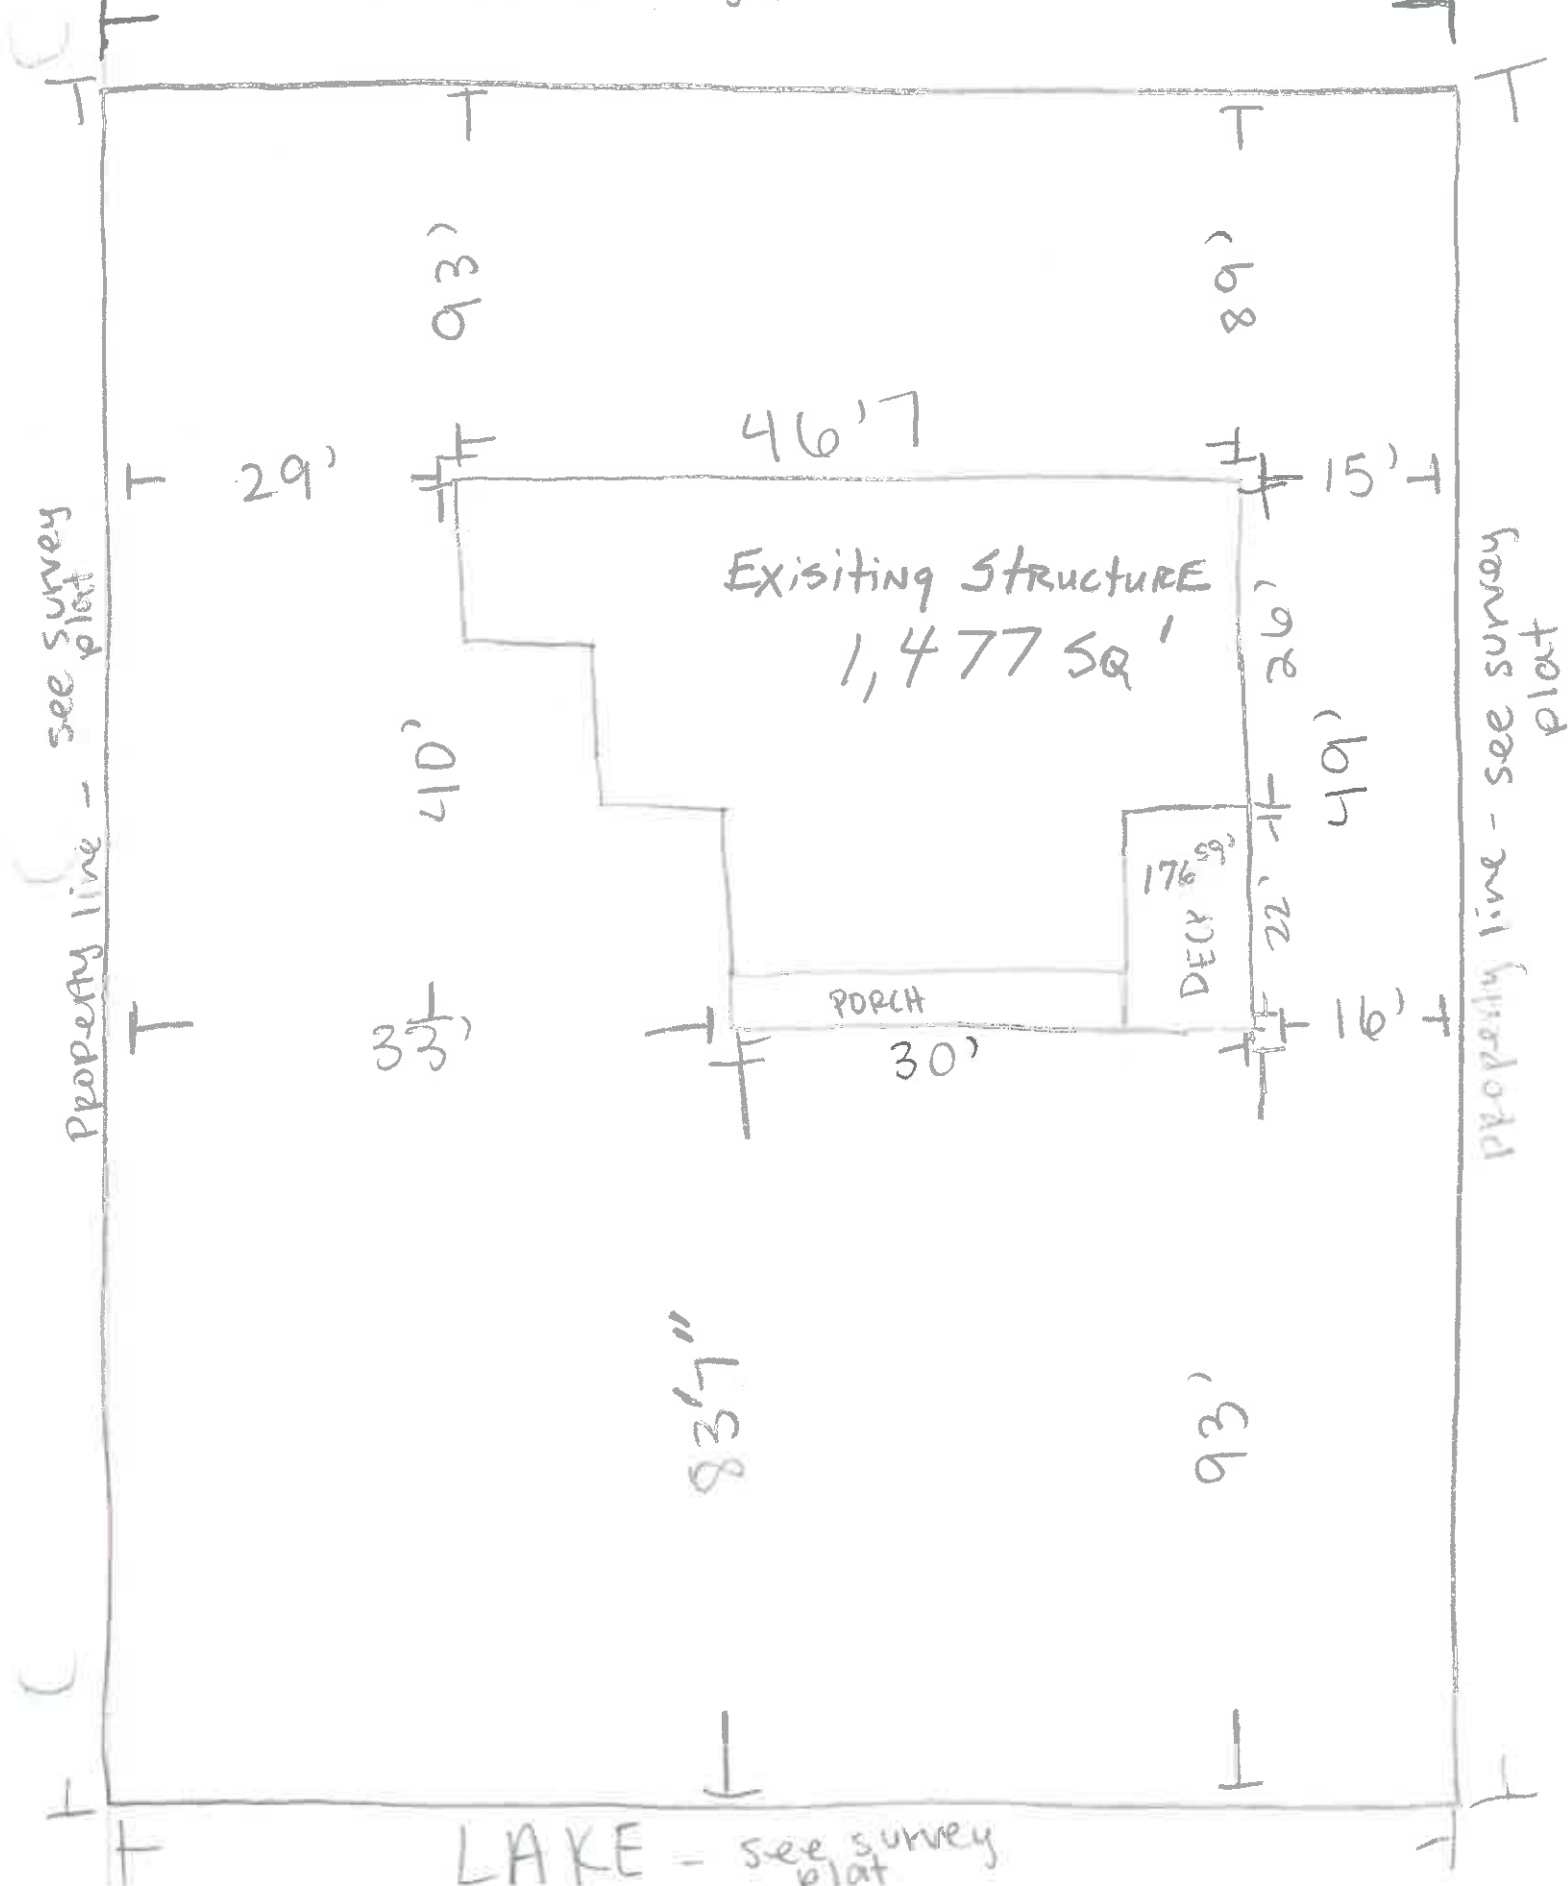 93'
89'
46'7
29'
15'
Exisiting Structure
1,477 SQ'
26'
40'
49'
176 sq'
DECK
22'
PORCH
33'
30'
16'
Property line - see survey
plat
property line - see survey
plat
83'7"
93'
LAKE - see survey
plat